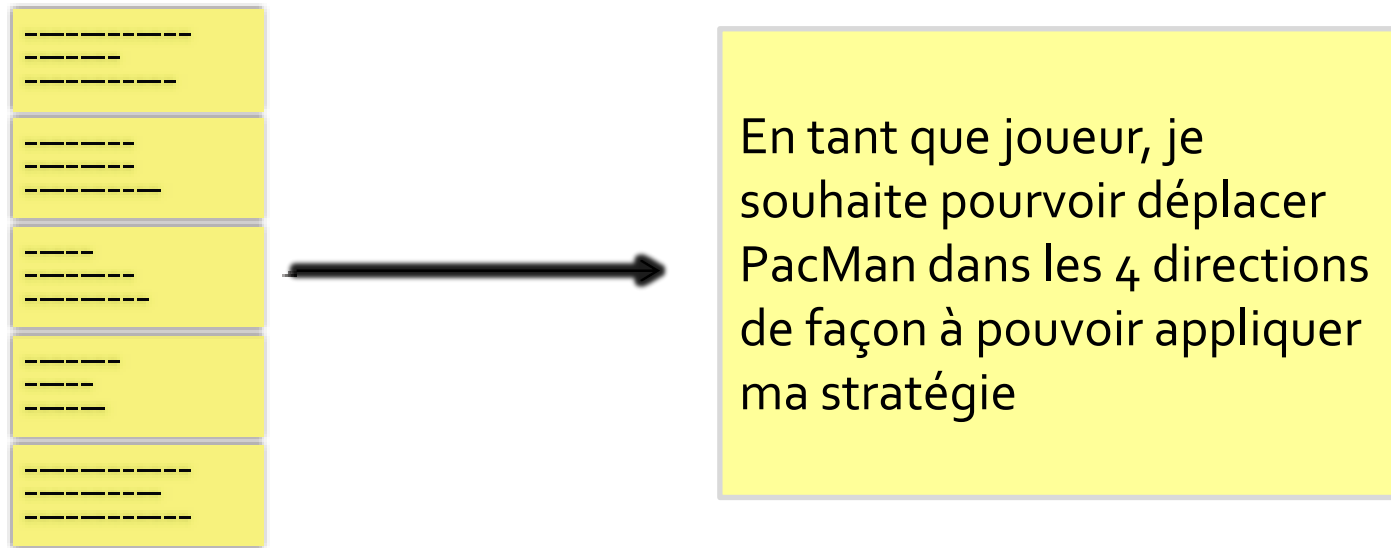 En tant que joueur, je
souhaite pourvoir déplacer
PacMan dans les 4 directions
de façon à pouvoir appliquer
ma stratégie